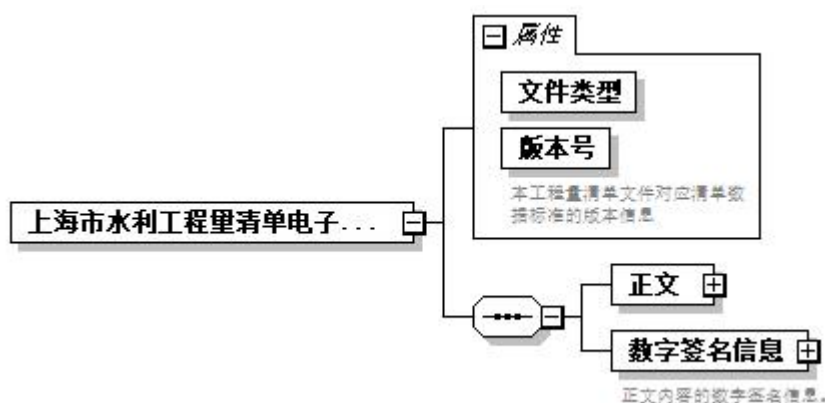 属性
文件类型
版本号
本工程量清单文件对应清单数
据标准的版本信息
上海市水利工程量清单电子...
正文
数字签名信息
正文内容的数字签名信息。